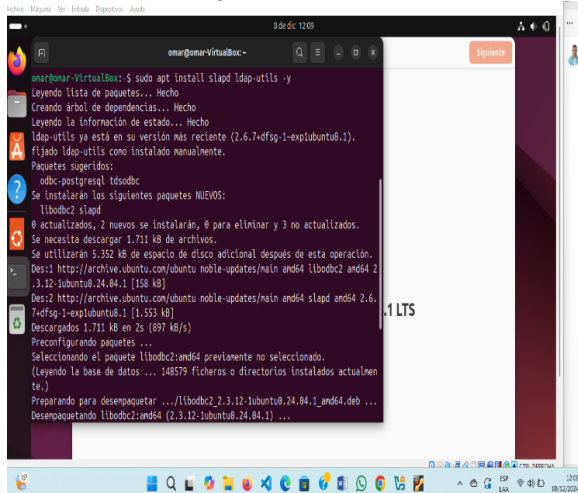 Archivo Máquina Ver Entrada Dispositivos Ayuda
8 de dic 12:09
omar@omar-VirtualBox: ~
Siguiente
omar@omar-VirtualBox:~$ sudo apt install slapd ldap-utils -y
Leyendo lista de paquetes... Hecho
Creando árbol de dependencias... Hecho
Leyendo la información de estado... Hecho
ldap-utils ya está en su versión más reciente (2.6.7+dfsg-1~exp1ubuntu8.1).
fijado ldap-utils como instalado manualmente.
Paquetes sugeridos:
odbc-postgresql tdsodbc
Se instalarán los siguientes paquetes NUEVOS:
libodbc2 slapd
0 actualizados, 2 nuevos se instalarán, 0 para eliminar y 3 no actualizados.
Se necesita descargar 1.711 kB de archivos.
Se utilizarán 5.352 kB de espacio de disco adicional después de esta operación.
Des:1 http://archive.ubuntu.com/ubuntu noble-updates/main amd64 libodbc2 amd64 2
.3.12-1ubuntu0.24.04.1 [158 kB]
Des:2 http://archive.ubuntu.com/ubuntu noble-updates/main amd64 slapd amd64 2.6.
7+dfsg-1~exp1ubuntu8.1 [1.553 kB]
Descargados 1.711 kB en 2s (897 kB/s)
Preconfigurando paquetes ...
Seleccionando el paquete libodbc2:amd64 previamente no seleccionado.
(Leyendo la base de datos ... 148579 ficheros o directorios instalados actualmen
te.)
Preparando para desempaquetar .../libodbc2_2.3.12-1ubuntu0.24.04.1_amd64.deb ...
Desempaquetando libodbc2:amd64 (2.3.12-1ubuntu0.24.04.1) ...
.1 LTS
CTRL DERECHA
ESP
LAA
12:09
08/12/2024